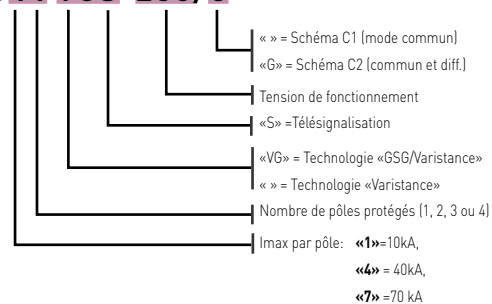 « » = Schéma C1 (mode commun)
«G» = Schéma C2 (commun et diff.)
Tension de fonctionnement
«S» =Télésignalisation
«VG» = Technologie «GSG/Varistance»
« » = Technologie «Varistance»
Nombre de pôles protégés (1, 2, 3 ou 4)
Imax par pôle: «1»=10kA,
«4» = 40kA,
«7» =70 kA